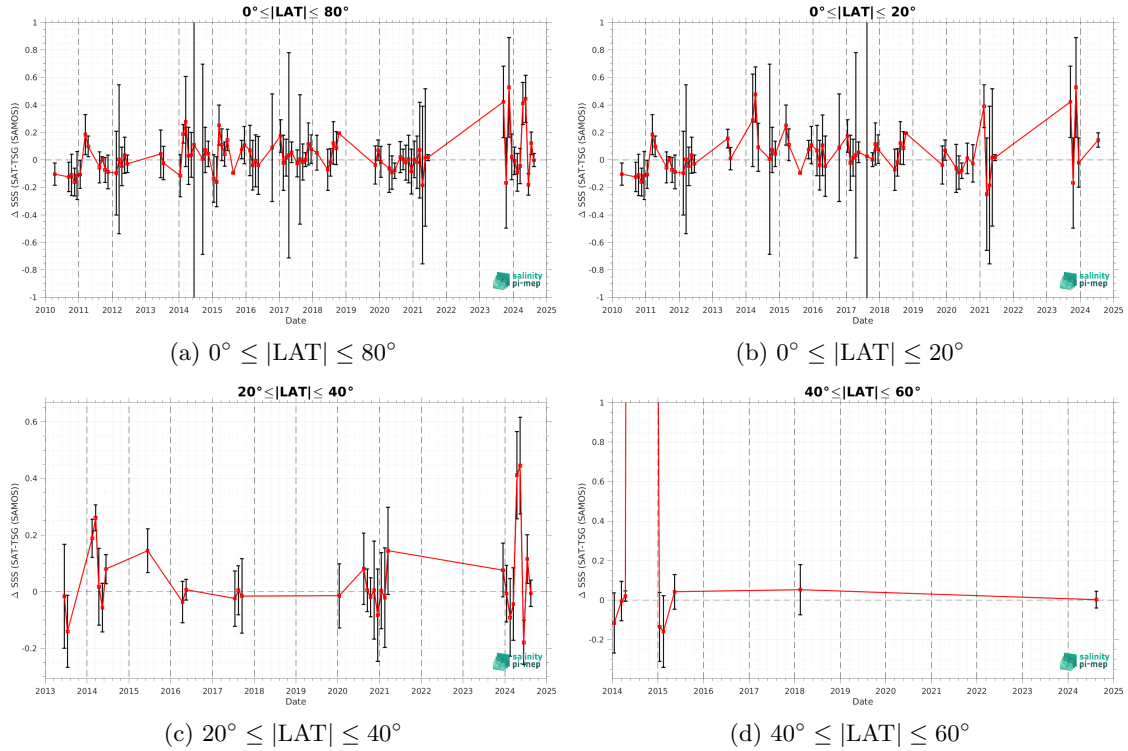 0°≤|LAT|≤ 80°
Δ SSS (SAT-TSG (SAMOS))
1
0.8
0.6
0.4
0.2
0
-0.2
-0.4
-0.6
-0.8
-1
2010 2011 2012 2013 2014 2015 2016 2017 2018 2019 2020 2021 2022 2023 2024 2025
Date
salinity
pi-mep
(a) 0° ≤ |LAT| ≤ 80°
0°≤|LAT|≤ 20°
Δ SSS (SAT-TSG (SAMOS))
1
0.8
0.6
0.4
0.2
0
-0.2
-0.4
-0.6
-0.8
-1
2010 2011 2012 2013 2014 2015 2016 2017 2018 2019 2020 2021 2022 2023 2024 2025
Date
salinity
pi-mep
(b) 0° ≤ |LAT| ≤ 20°
20°≤|LAT|≤ 40°
Δ SSS (SAT-TSG (SAMOS))
0.6
0.4
0.2
0
-0.2
2013 2014 2015 2016 2017 2018 2019 2020 2021 2022 2023 2024 2025
Date
salinity
pi-mep
(c) 20° ≤ |LAT| ≤ 40°
40°≤|LAT|≤ 60°
Δ SSS (SAT-TSG (SAMOS))
1
0.8
0.6
0.4
0.2
0
-0.2
2014 2015 2016 2017 2018 2019 2020 2021 2022 2023 2024 2025
Date
salinity
pi-mep
(d) 40° ≤ |LAT| ≤ 60°